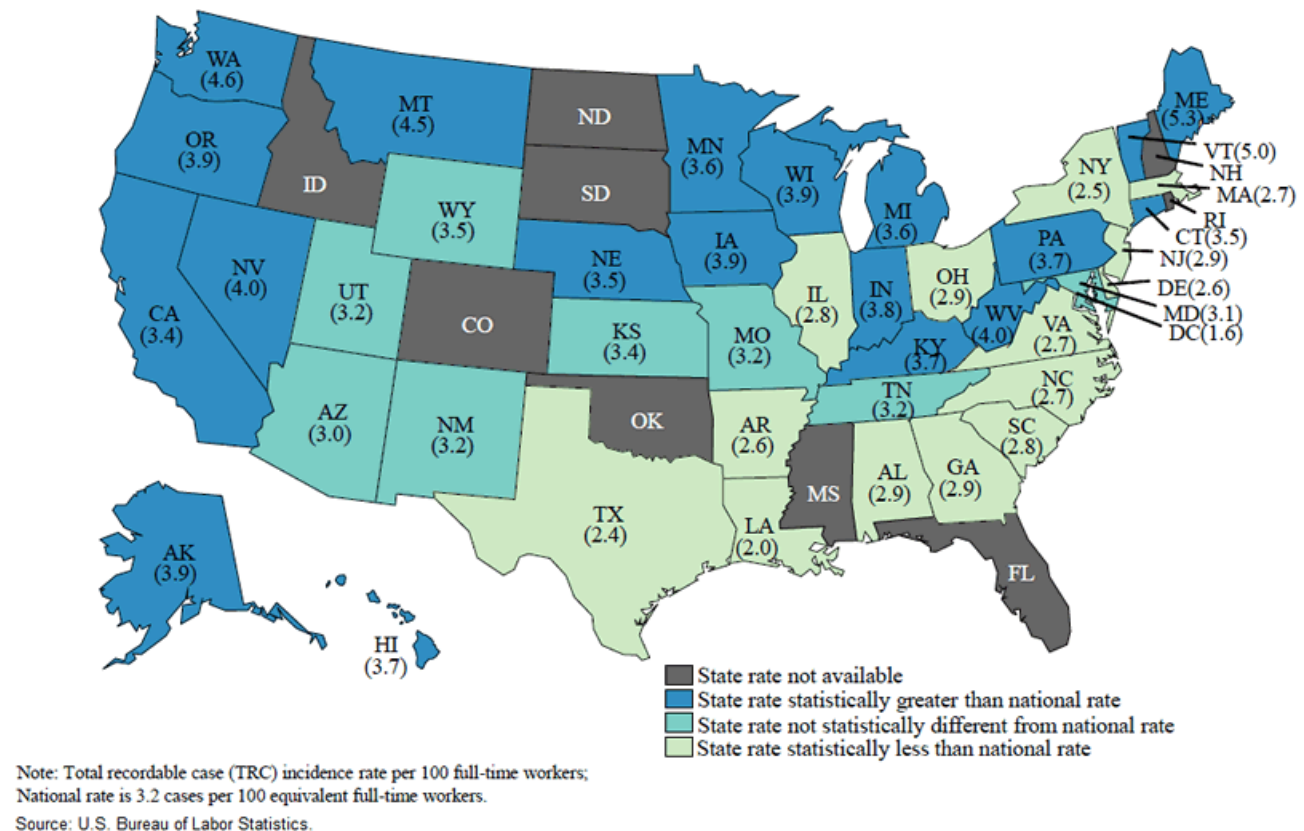 WA
(4.6)
MT
(4.5)
ND
OR
(3.9)
ID
MN
(3.6)
WI
(3.9)
MI
(3.6)
ME
(5.3)
VT(5.0)
NH
MA(2.7)
RI
CT(3.5)
NJ(2.9)
DE(2.6)
MD(3.1)
DC(1.6)
NY
(2.5)
SD
WY
(3.5)
NV
(4.0)
CA
(3.4)
UT
(3.2)
CO
NE
(3.5)
IA
(3.9)
KS
(3.4)
MO
(3.2)
IL
(2.8)
IN
(3.8)
OH
(2.9)
PA
(3.7)
WV
(4.0)
VA
(2.7)
KY
(3.7)
NC
(2.7)
TN
(3.2)
SC
(2.8)
AZ
(3.0)
NM
(3.2)
OK
AR
(2.6)
MS
AL
(2.9)
GA
(2.9)
TX
(2.4)
LA
(2.0)
FL
AK
(3.9)
HI
(3.7)
State rate not available
State rate statistically greater than national rate
State rate not statistically different from national rate
State rate statistically less than national rate
Note: Total recordable case (TRC) incidence rate per 100 full-time workers;
National rate is 3.2 cases per 100 equivalent full-time workers.
Source: U.S. Bureau of Labor Statistics.